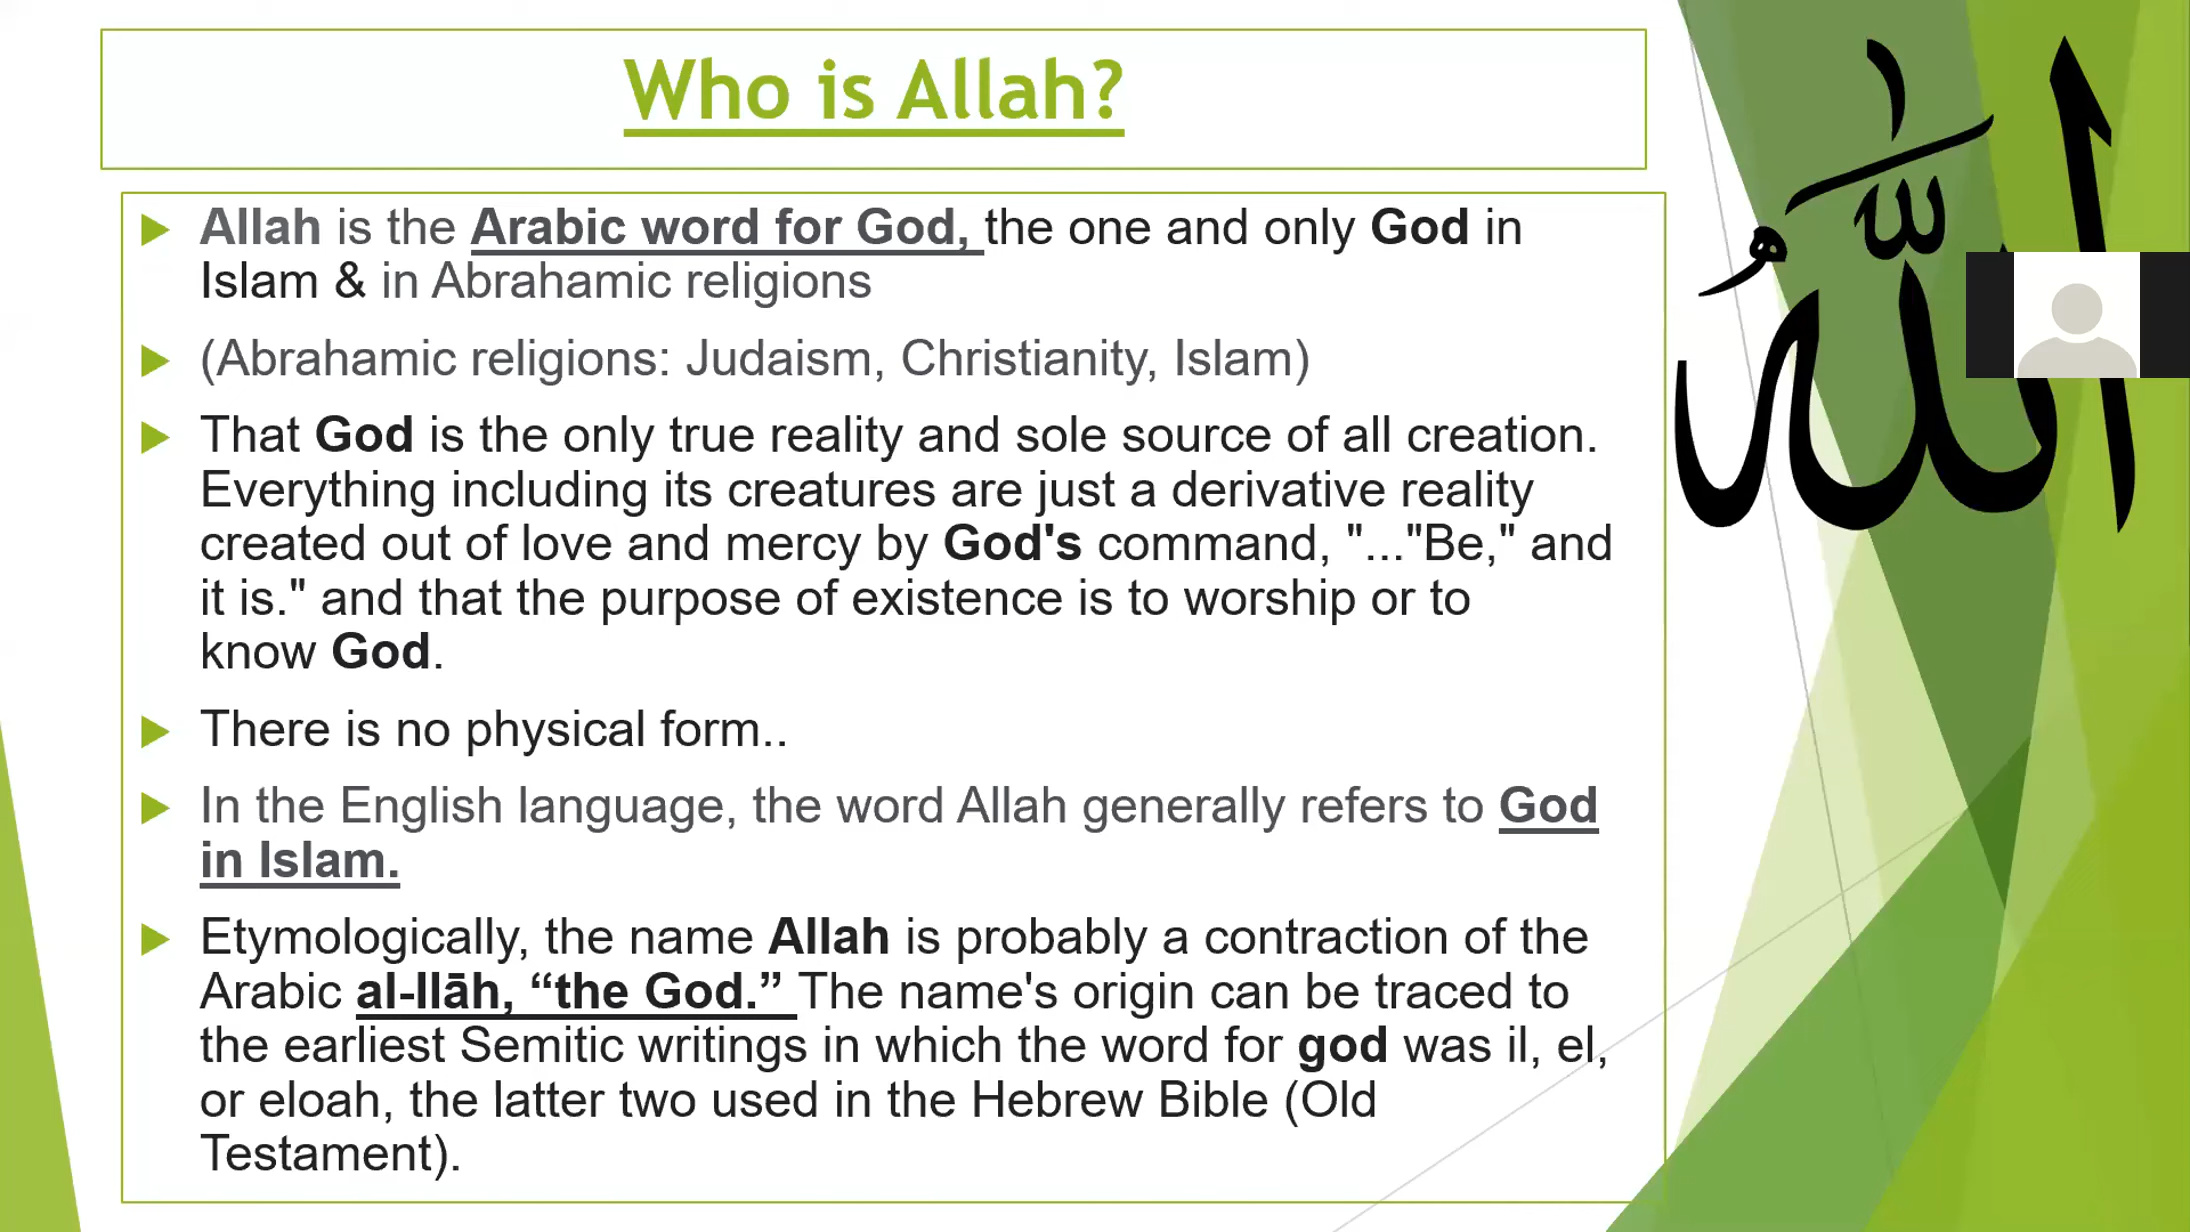 Who is Allah?
Allah is the Arabic word for God, the one and only God in
Islam & in Abrahamic religions
(Abrahamic religions: Judaism, Christianity, Islam)
That God is the only true reality and sole source of all creation.
Everything including its creatures are just a derivative reality
created out of love and mercy by God's command, "..."Be," and
it is." and that the purpose of existence is to worship or to
know God.
There is no physical form..
In the English language, the word Allah generally refers to God
in Islam.
Etymologically, the name Allah is probably a contraction of the
Arabic al-Ilāh, “the God.” The name's origin can be traced to
the earliest Semitic writings in which the word for god was il, el,
or eloah, the latter two used in the Hebrew Bible (Old
Testament).
اللّٰهُ